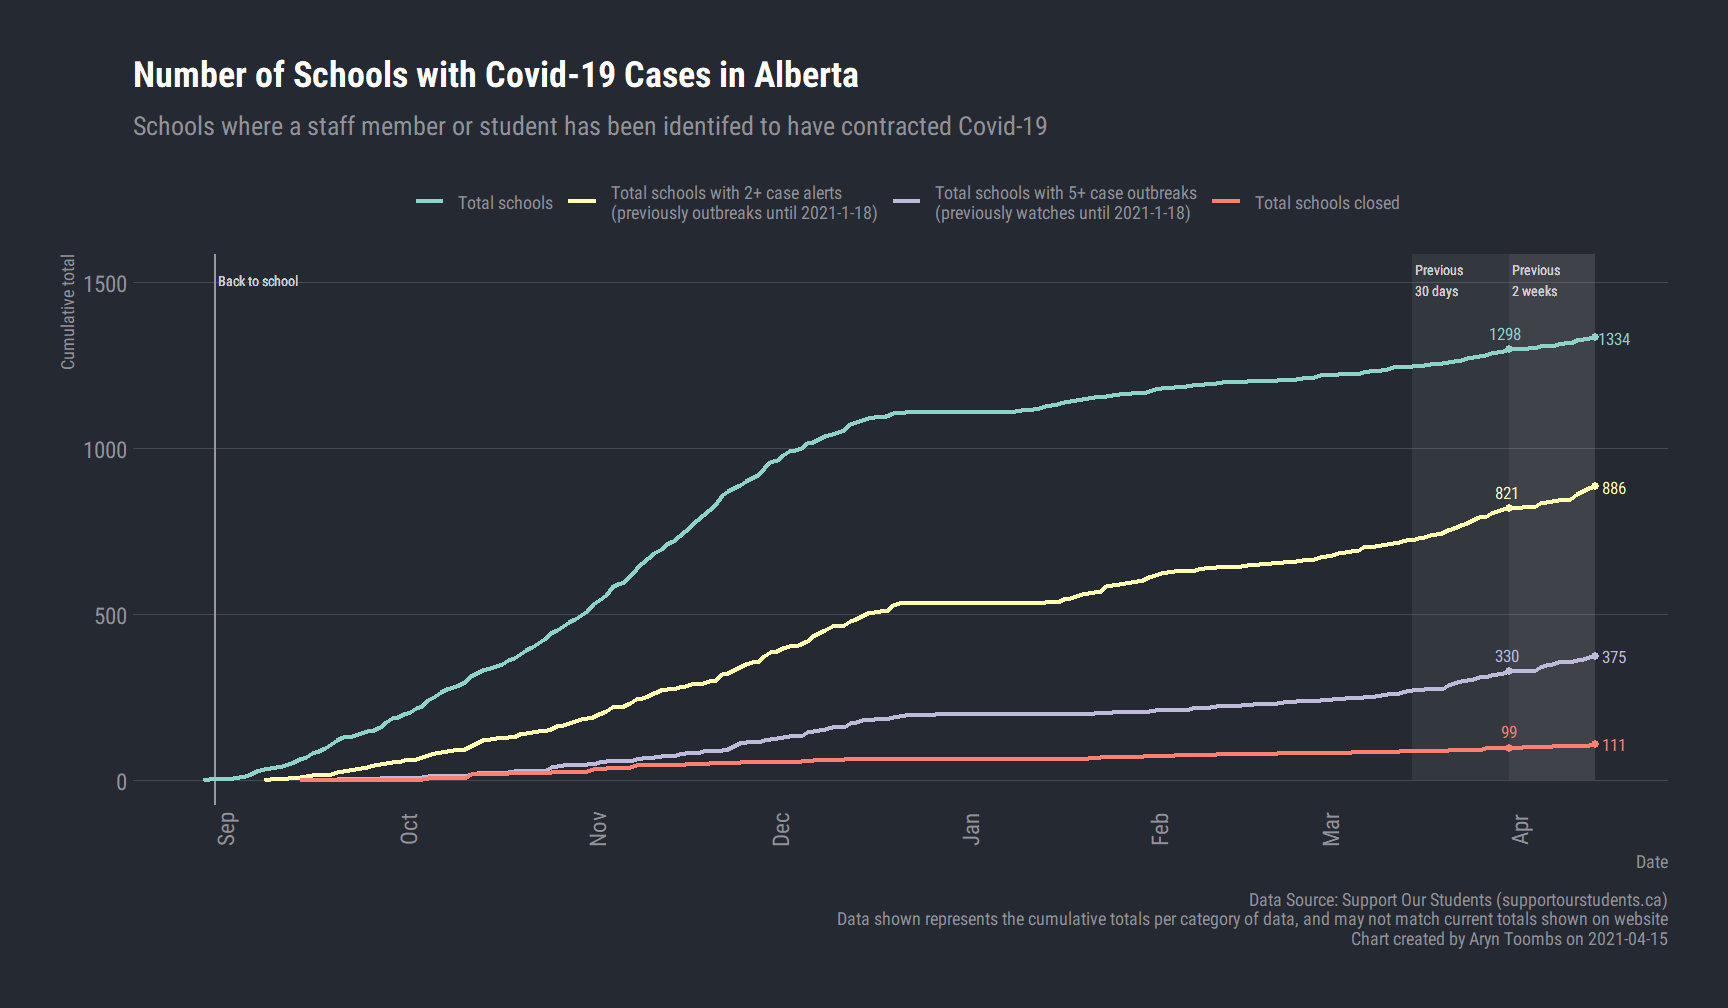 Number of Schools with Covid-19 Cases in Alberta
Schools where a staff member or student has been identifed to have contracted Covid-19
Total schools
Total schools with 2+ case alerts
(previously outbreaks until 2021-1-18)
Total schools with 5+ case outbreaks
(previously watches until 2021-1-18)
Total schools closed
Cumulative total
1500
1000
500
0
Back to school
Previous
30 days
Previous
2 weeks
1298
1334
821
886
330
375
99
111
Sep
Oct
Nov
Dec
Jan
Feb
Mar
Apr
Date
Data Source: Support Our Students (supportourstudents.ca)
Data shown represents the cumulative totals per category of data, and may not match current totals shown on website
Chart created by Aryn Toombs on 2021-04-15